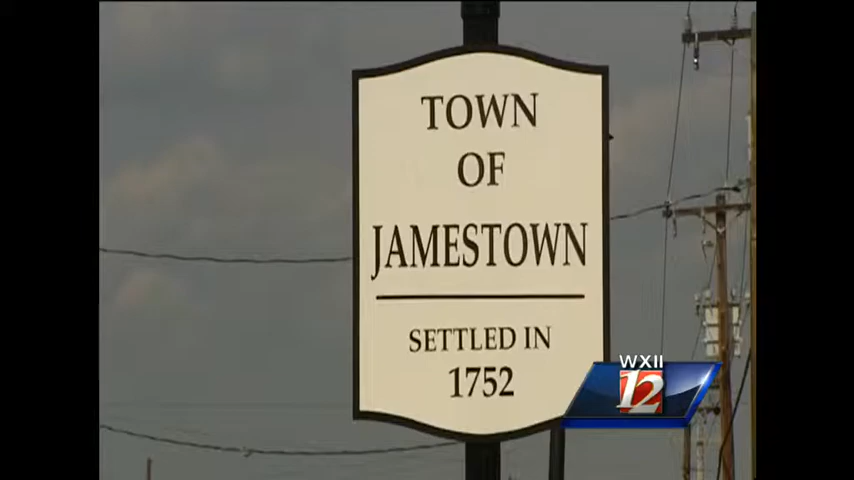 TOWN
OF
JAMESTOWN
SETTLED IN
1752
WXII
12